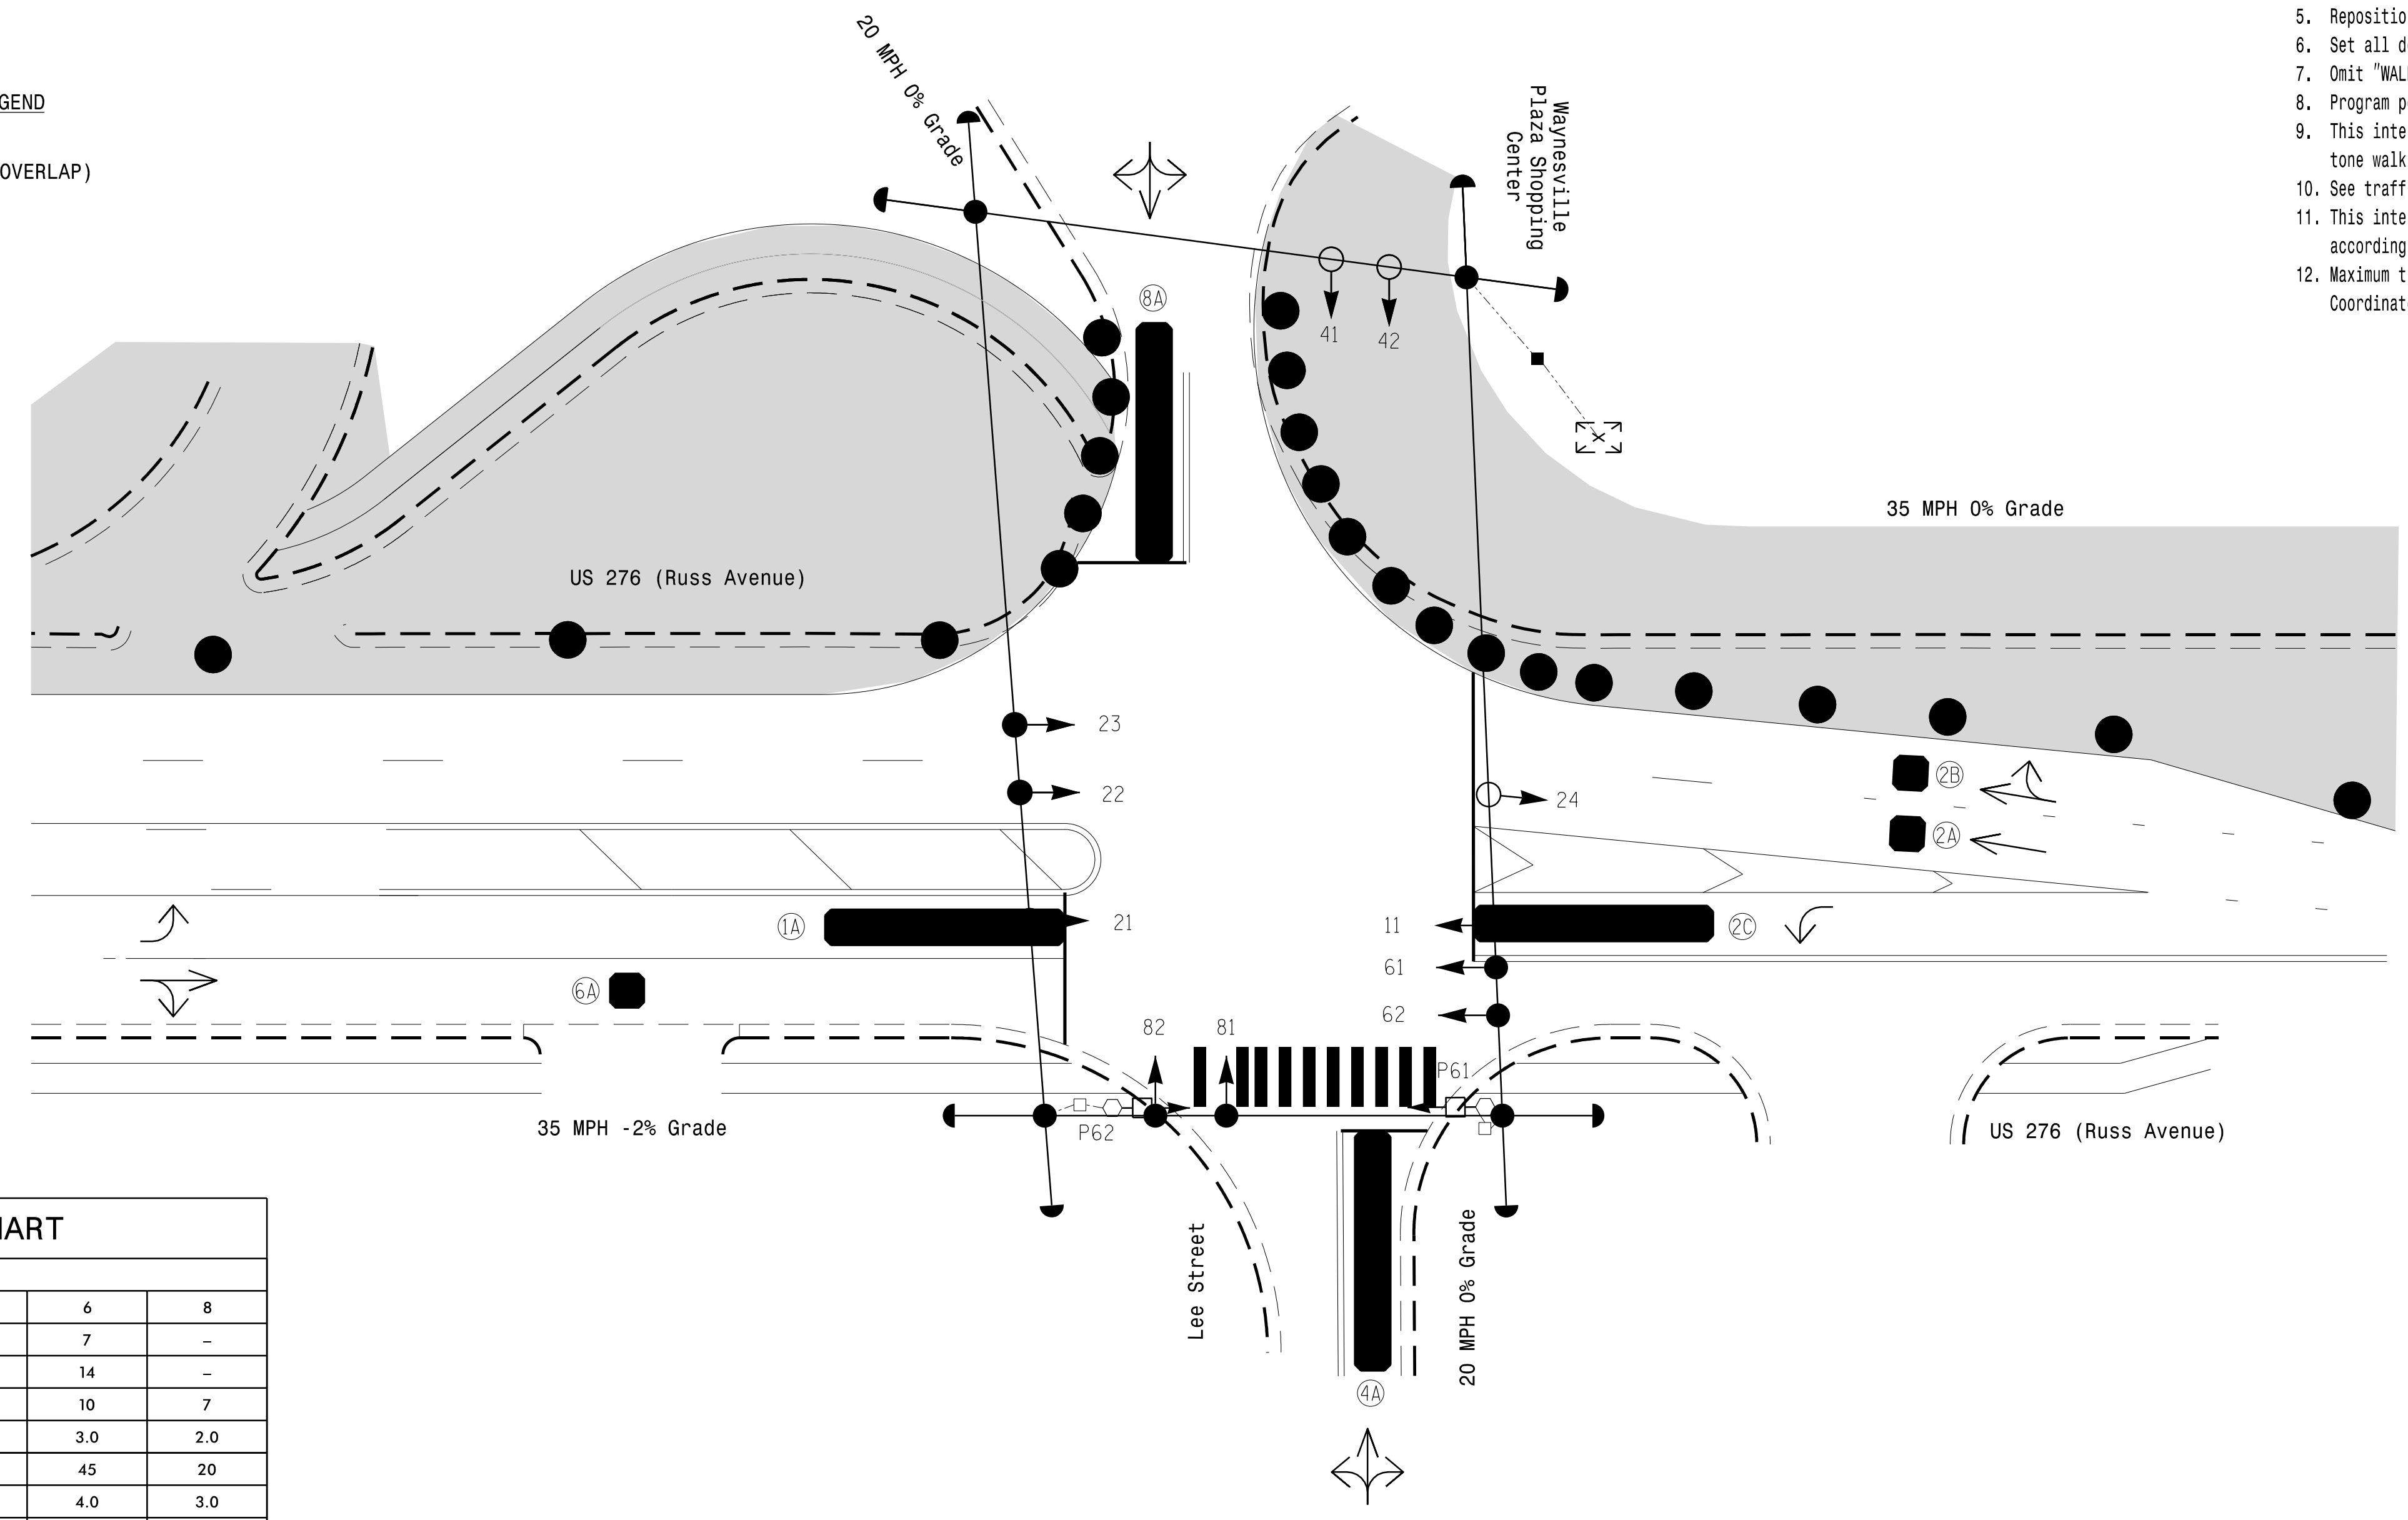 GEND
OVERLAP)
20 MPH 0% Grade
Waynesville
Plaza Shopping
Center
5. Repositio
6. Set all d
7. Omit "WAL
8. Program p
9. This inte
tone walk
10. See traff
11. This inte
according
12. Maximum t
Coordinat
8A
41
42
35 MPH 0% Grade
US 276 (Russ Avenue)
23
22
24
2B
2A
1A
21
11
2C
61
6A
62
82
81
P61
P62
35 MPH -2% Grade
US 276 (Russ Avenue)
Lee Street
20 MPH 0% Grade
4A
HART
6 8
7 –
14 –
10 7
3.0 2.0
45 20
4.0 3.0